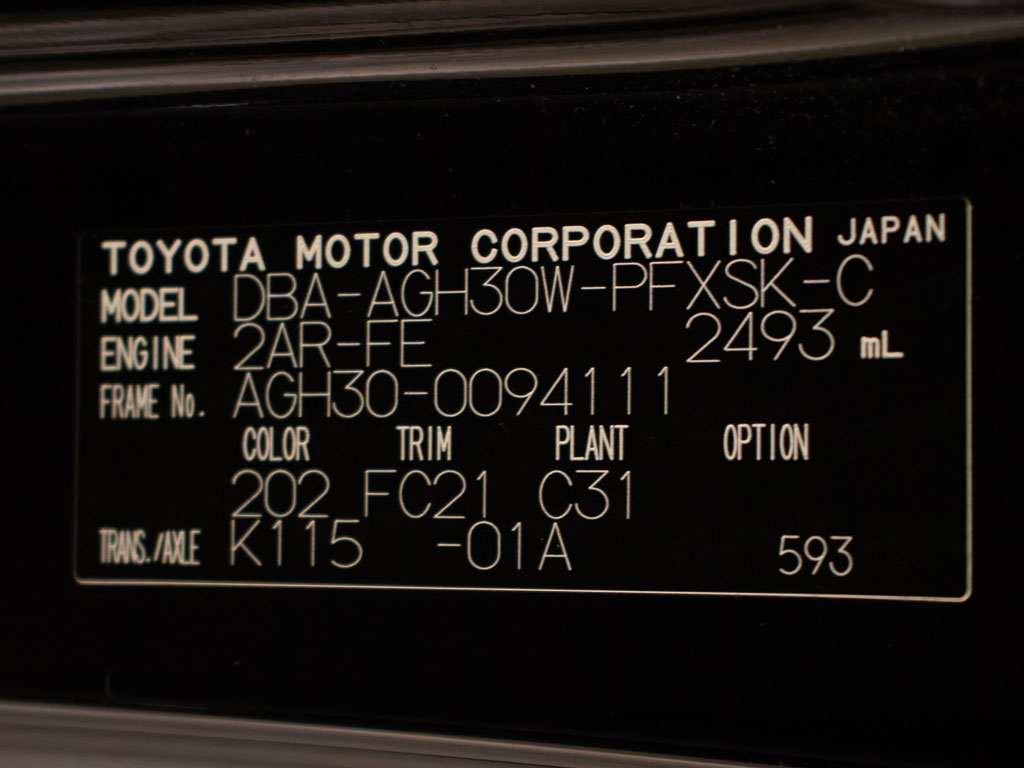 TOYOTA MOTOR CORPORATION JAPAN
MODEL DBA-AGH30W-PFXSK-C
ENGINE 2AR-FE 2493 mL
FRAME No. AGH30-0094111
COLOR TRIM PLANT OPTION
202 FC21 C31
TRANS./AXLE K115 -01A 593